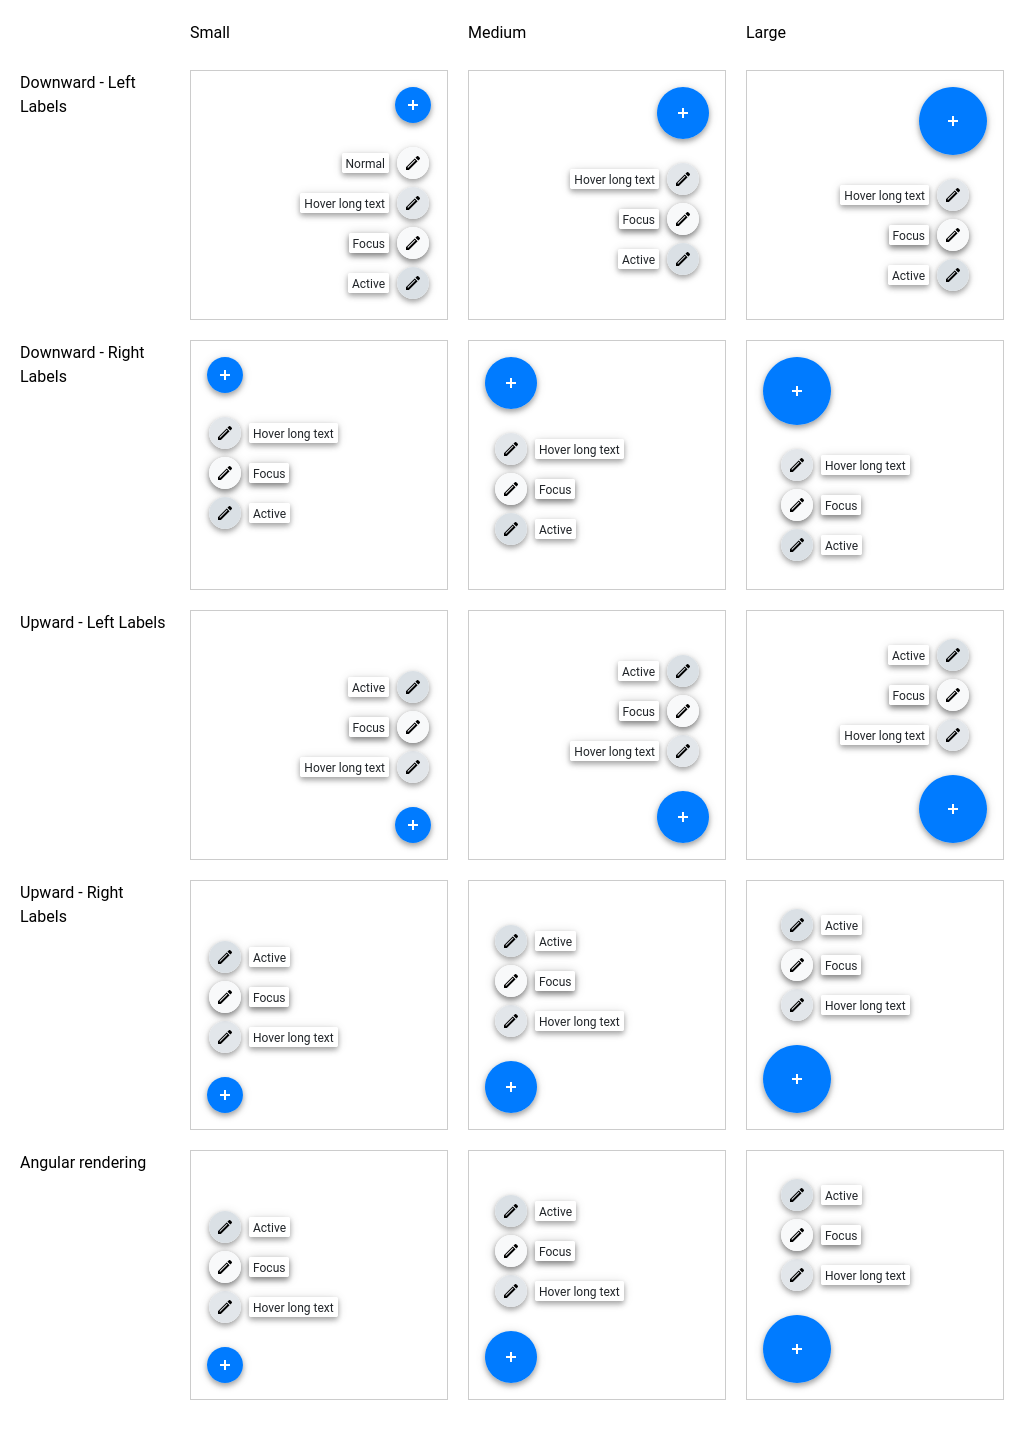 Small
Medium
Large
Downward - Left
Labels
Normal
Hover long text
Focus
Active
Hover long text
Focus
Active
Hover long text
Focus
Active
Downward - Right
Labels
Hover long text
Focus
Active
Hover long text
Focus
Active
Hover long text
Focus
Active
Upward - Left Labels
Active
Focus
Hover long text
Active
Focus
Hover long text
Active
Focus
Hover long text
Upward - Right
Labels
Active
Focus
Hover long text
Active
Focus
Hover long text
Active
Focus
Hover long text
Angular rendering
Active
Focus
Hover long text
Active
Focus
Hover long text
Active
Focus
Hover long text